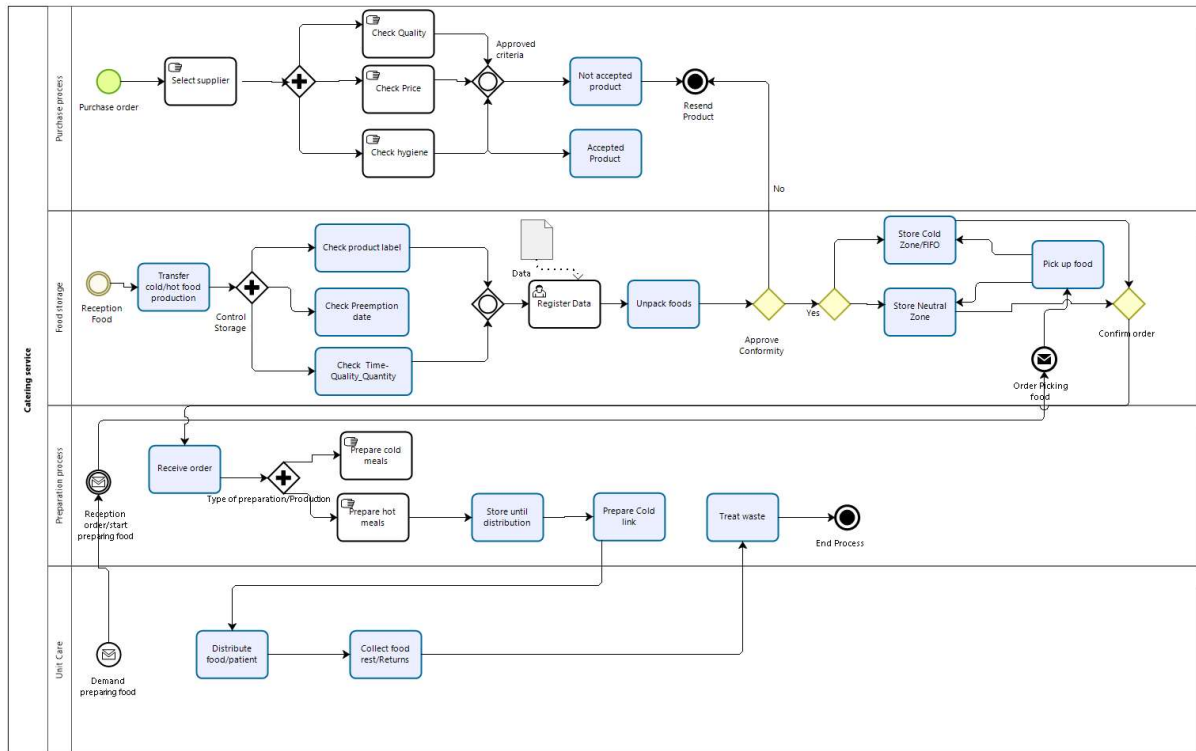 Catering service
Purchase process
Purchase order
Select supplier
Check Quality
Check Price
Check hygiene
Approved
criteria
Not accepted
product
Accepted
Product
Resend
Product
No
Food storage
Reception
Food
Transfer
cold/hot food
production
Control
Storage
Check product label
Check Preemption
date
Check Time-
Quality_Quantity
Data
Register Data
Unpack foods
Approve
Conformity
Yes
Store Cold
Zone/FIFO
Store Neutral
Zone
Pick up food
Order Picking
food
Confirm order
Preparation process
Reception
order/start
preparing food
Receive order
Type of preparation/Production
Prepare cold
meals
Prepare hot
meals
Store until
distribution
Prepare Cold
link
Treat waste
End Process
Unit Care
Demand
preparing food
Distribute
food/patient
Collect food
rest/Returns